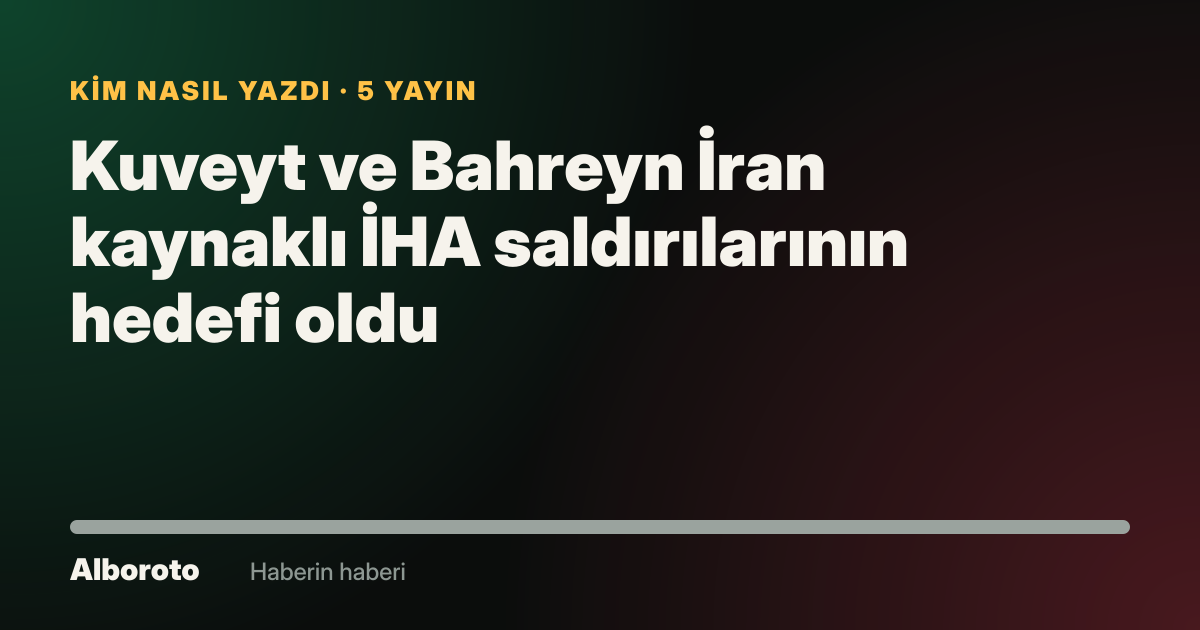 KİM NASIL YAZDI · 5 YAYIN
Kuveyt ve Bahreyn İran
kaynaklı İHA saldırılarının
hedefi oldu
Alboroto
Haberin haberi